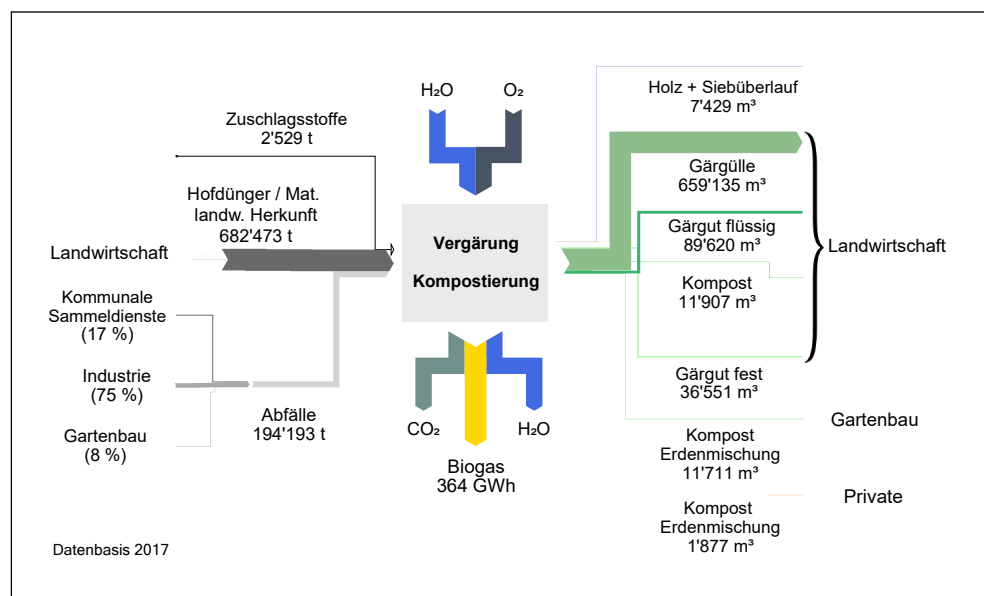 Zuschlagsstoffe
2'529 t
Hofdünger / Mat.
landw. Herkunft
682'473 t
Landwirtschaft
Kommunale
Sammeldienste
(17 %)
Industrie
(75 %)
Gartenbau
(8 %)
Abfälle
194'193 t
H₂O
O₂
Vergärung
Kompostierung
CO₂
H₂O
Biogas
364 GWh
Holz + Siebüberlauf
7'429 m³
Gärgülle
659'135 m³
Gärgut flüssig
89'620 m³
Kompost
11'907 m³
Gärgut fest
36'551 m³
Landwirtschaft
Kompost
Erdenmischung
11'711 m³
Gartenbau
Kompost
Erdenmischung
1'877 m³
Private
Datenbasis 2017